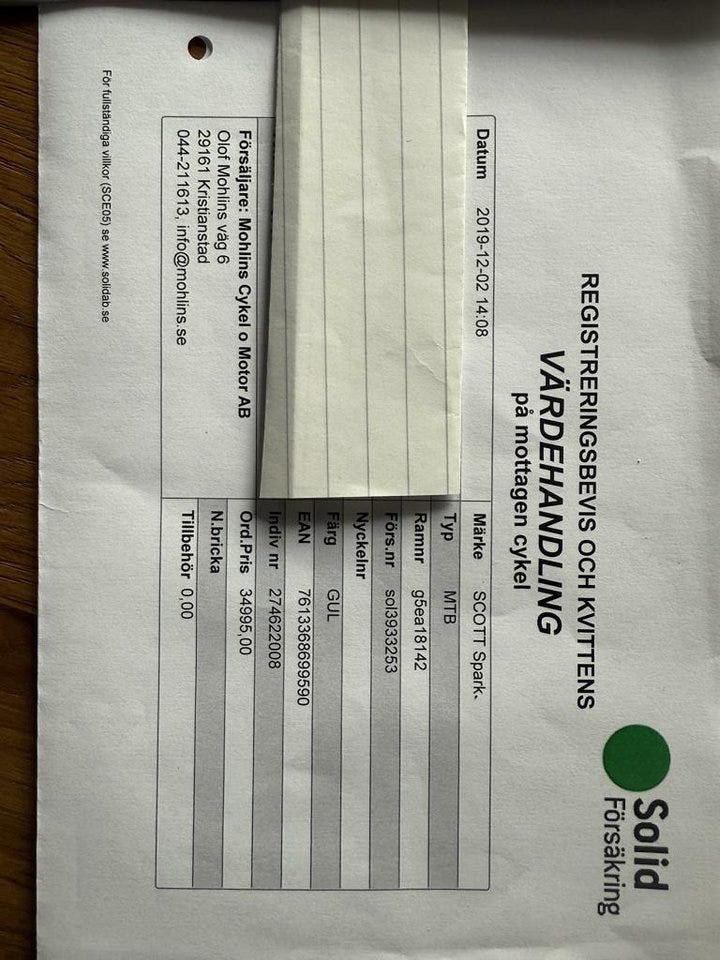 Solid
Försäkring
REGISTRERINGSBEVIS OCH KVITTENS
VÄRDEHANDLING
på mottagen cykel
Datum 2019-12-02 14:08
Försäljare: Mohlins Cykel o Motor AB
Olof Mohlins väg 6
29161 Kristianstad
044-211613, info@mohlins.se
Märke SCOTT Spark
Typ MTB
Ramnr g5ea18142
Förs.nr sol3933253
Nyckelnr
Färg GUL
EAN 7613368699590
Indiv nr 274622008
Ord.Pris 34995,00
N.bricka
Tillbehör 0,00
För fullständiga villkor (SCE05) se www.solidab.se